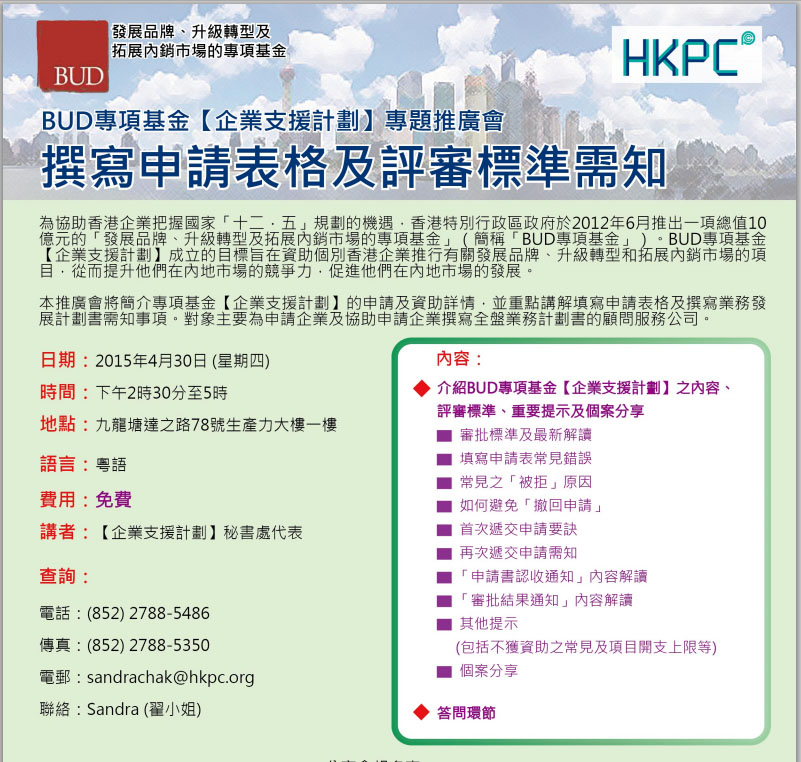 BUD
發展品牌、升級轉型及
拓展內銷市場的專項基金
HKPC
BUD專項基金【企業支援計劃】專題推廣會
撰寫申請表格及評審標準需知
為協助香港企業把握國家「十二．五」規劃的機遇，香港特別行政區政府於2012年6月推出一項總值10
億元的「發展品牌、升級轉型及拓展內銷市場的專項基金」（簡稱「BUD專項基金」）。BUD專項基金
【企業支援計劃】成立的目標旨在資助個別香港企業推行有關發展品牌、升級轉型和拓展內銷市場的項
目，從而提升他們在內地市場的競爭力，促進他們在內地市場的發展。
本推廣會將簡介專項基金【企業支援計劃】的申請及資助詳情，並重點講解填寫申請表格及撰寫業務發
展計劃書需知事項。對象主要為申請企業及協助申請企業撰寫全盤業務計劃書的顧問服務公司。
日期：2015年4月30日 (星期四)
時間：下午2時30分至5時
地點：九龍塘達之路78號生產力大樓一樓
語言：粵語
費用：免費
講者：【企業支援計劃】秘書處代表
查詢：
電話：(852) 2788-5486
傳真：(852) 2788-5350
電郵：sandrachak@hkpc.org
聯絡：Sandra (翟小姐)
內容：
介紹BUD專項基金【企業支援計劃】之內容、
評審標準、重要提示及個案分享
審批標準及最新解讀
填寫申請表常見錯誤
常見之「被拒」原因
如何避免「撤回申請」
首次遞交申請要訣
再次遞交申請需知
「申請書認收通知」內容解讀
「審批結果通知」內容解讀
其他提示
(包括不獲資助之常見及項目開支上限等)
個案分享
答問環節